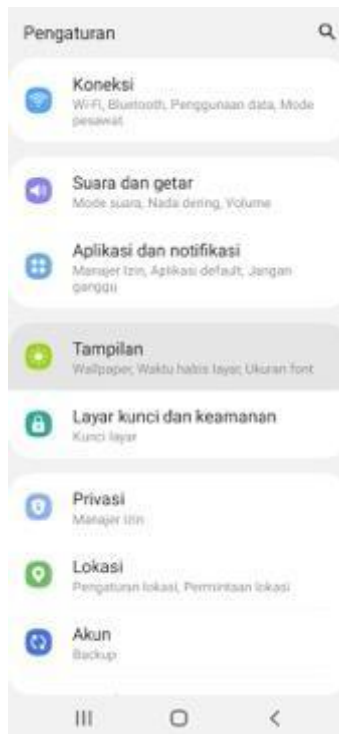 Pengaturan
Koneksi
Wi-Fi, Bluetooth, Penggunaan data, Mode
pesawat
Suara dan getar
Mode suara, Nada dering, Volume
Aplikasi dan notifikasi
Manajer Izin, Aplikasi default, Jangan
ganggu
Tampilan
Wallpaper, Waktu habis layar, Ukuran font
Layar kunci dan keamanan
Kunci layar
Privasi
Manajer Izin
Lokasi
Pengaturan lokasi, Permintaan lokasi
Akun
Backup